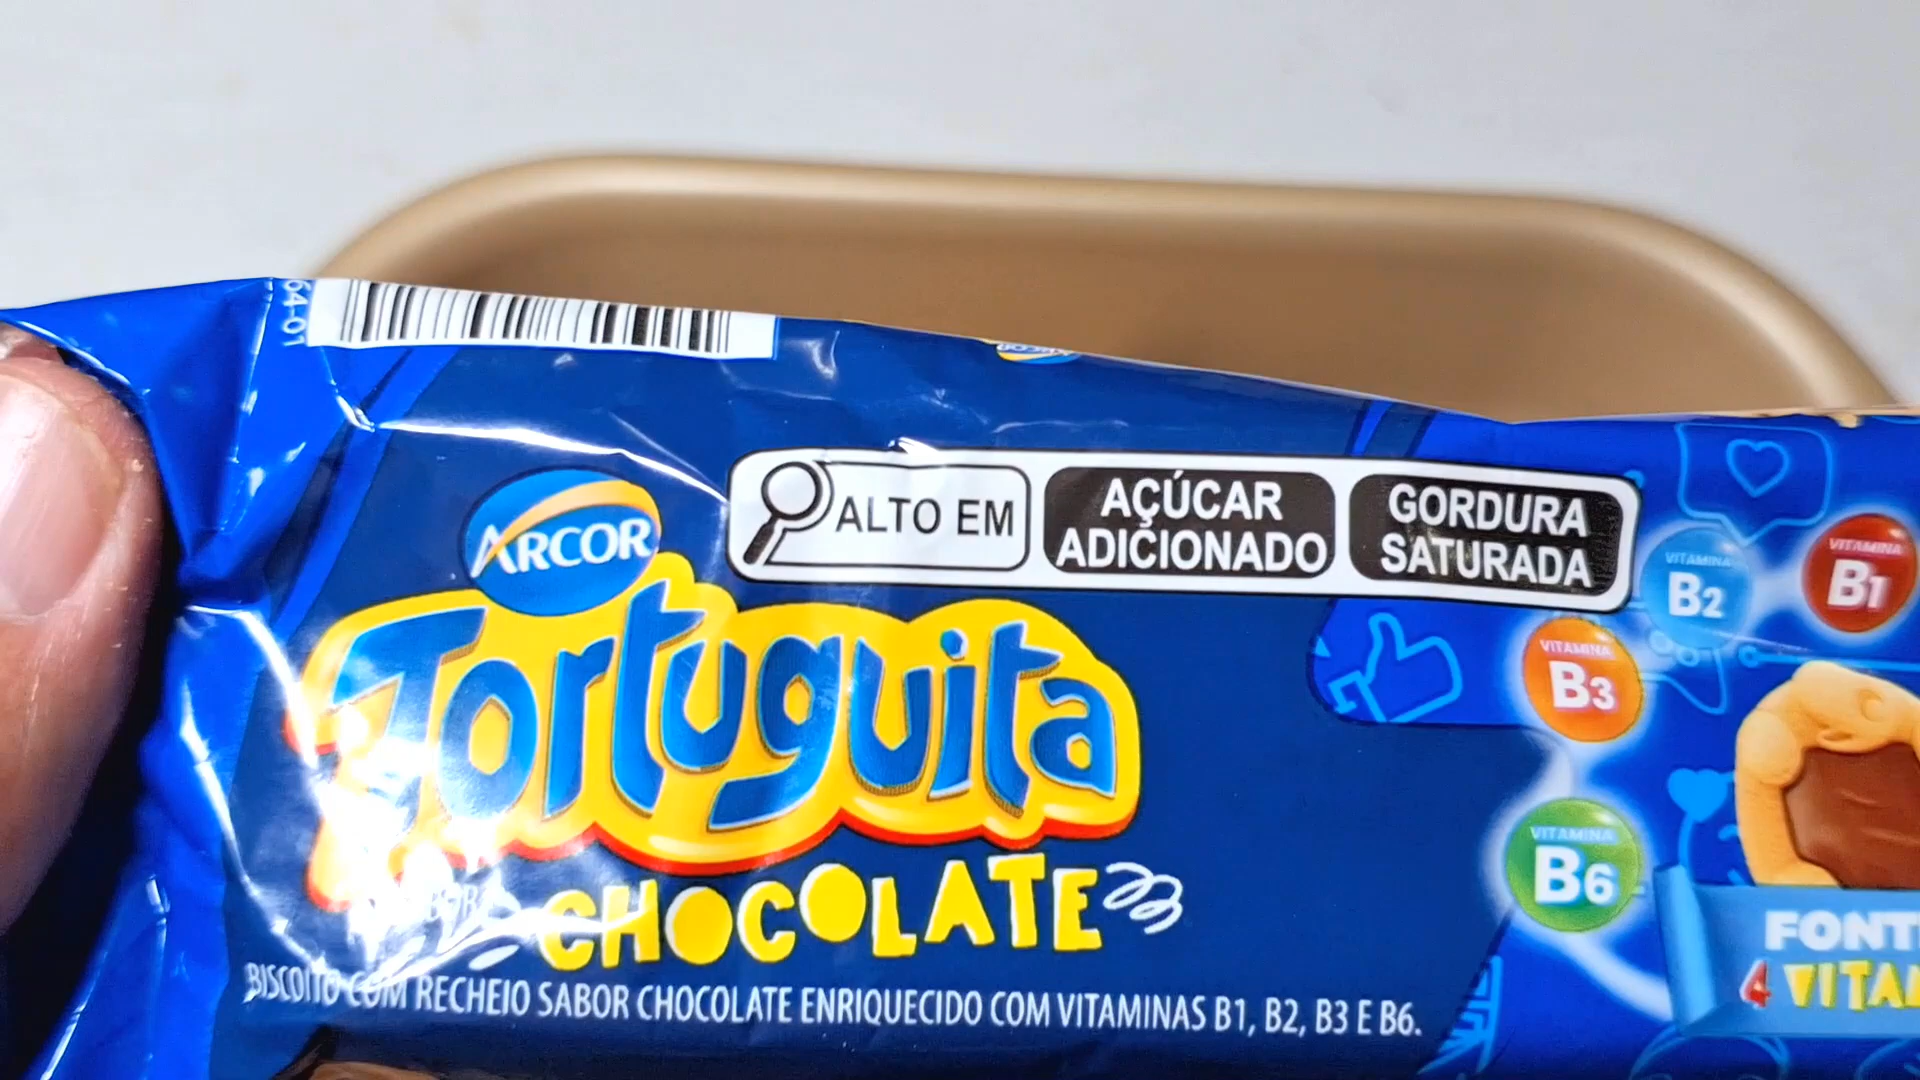 64-01
ARCOR
ALTO EM
AÇÚCAR
ADICIONADO
GORDURA
SATURADA
Tortuguita
CHOCOLATE
BISCOITO COM RECHEIO SABOR CHOCOLATE ENRIQUECIDO COM VITAMINAS B1, B2, B3 E B6.
VITAMINA
B2
VITAMINA
B1
VITAMINA
B3
VITAMINA
B6
FONT
4 VITAM